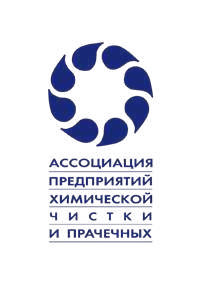 АССОЦИАЦИЯ
ПРЕДПРИЯТИЙ
ХИМИЧЕСКОЙ
ЧИСТКИ
И ПРАЧЕЧНЫХ